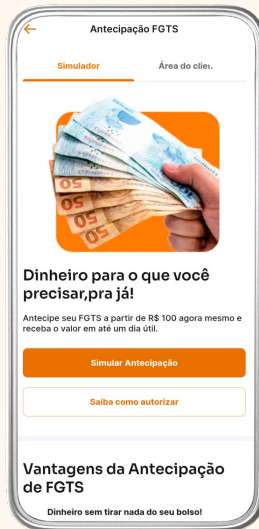 Antecipação FGTS
Simulador
Área do clien.
Dinheiro para o que você
precisar,pra já!
Antecipe seu FGTS a partir de R$ 100 agora mesmo e
receba o valor em até um dia útil.
Simular Antecipação
Saiba como autorizar
Vantagens da Antecipação
de FGTS
Dinheiro sem tirar nada do seu bolso!